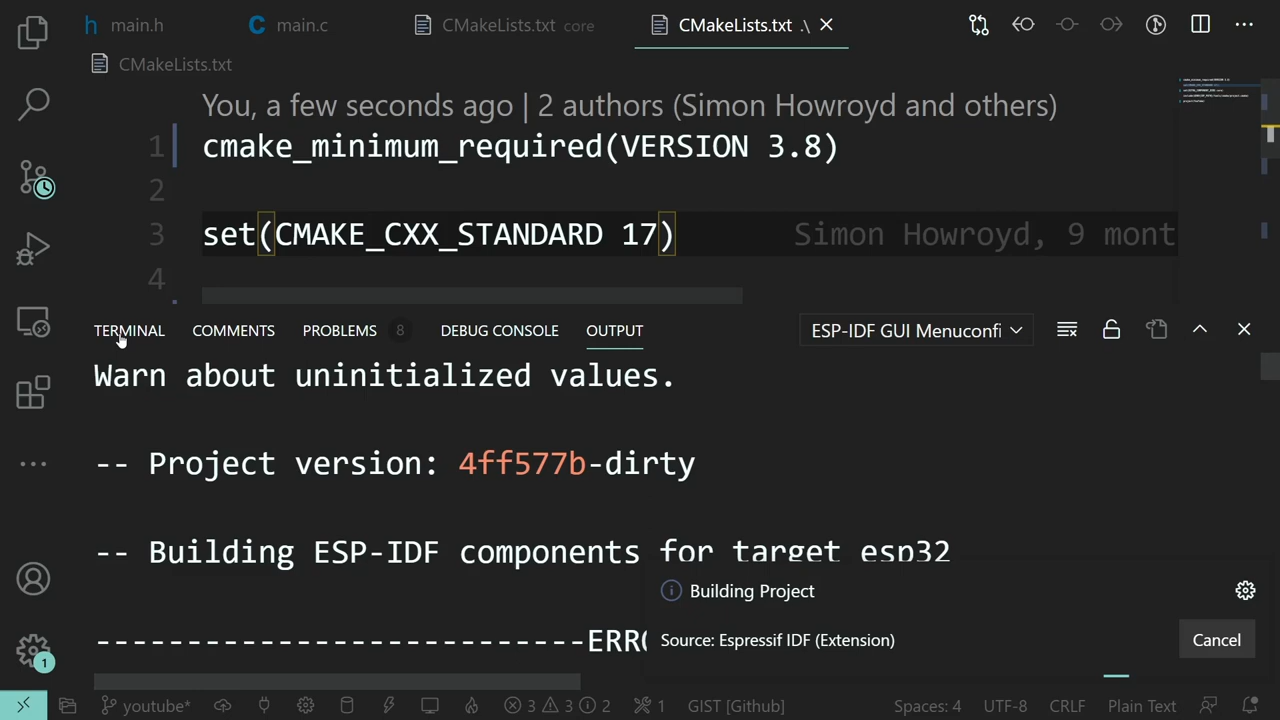 main.h
main.c
CMakeLists.txt core
CMakeLists.txt .\
CMakeLists.txt
You, a few seconds ago | 2 authors (Simon Howroyd and others)
1 cmake_minimum_required(VERSION 3.8)
2
3 set(CMAKE_CXX_STANDARD 17) Simon Howroyd, 9 mont
4
TERMINAL COMMENTS PROBLEMS 8 DEBUG CONSOLE OUTPUT ESP-IDF GUI Menuconfi
Warn about uninitialized values.
-- Project version: 4ff577b-dirty
-- Building ESP-IDF components for target esp32
---------------------------ERRO
Building Project
Source: Espressif IDF (Extension)
Cancel
1
youtube* 3 3 2 1 GIST [Github] Spaces: 4 UTF-8 CRLF Plain Text